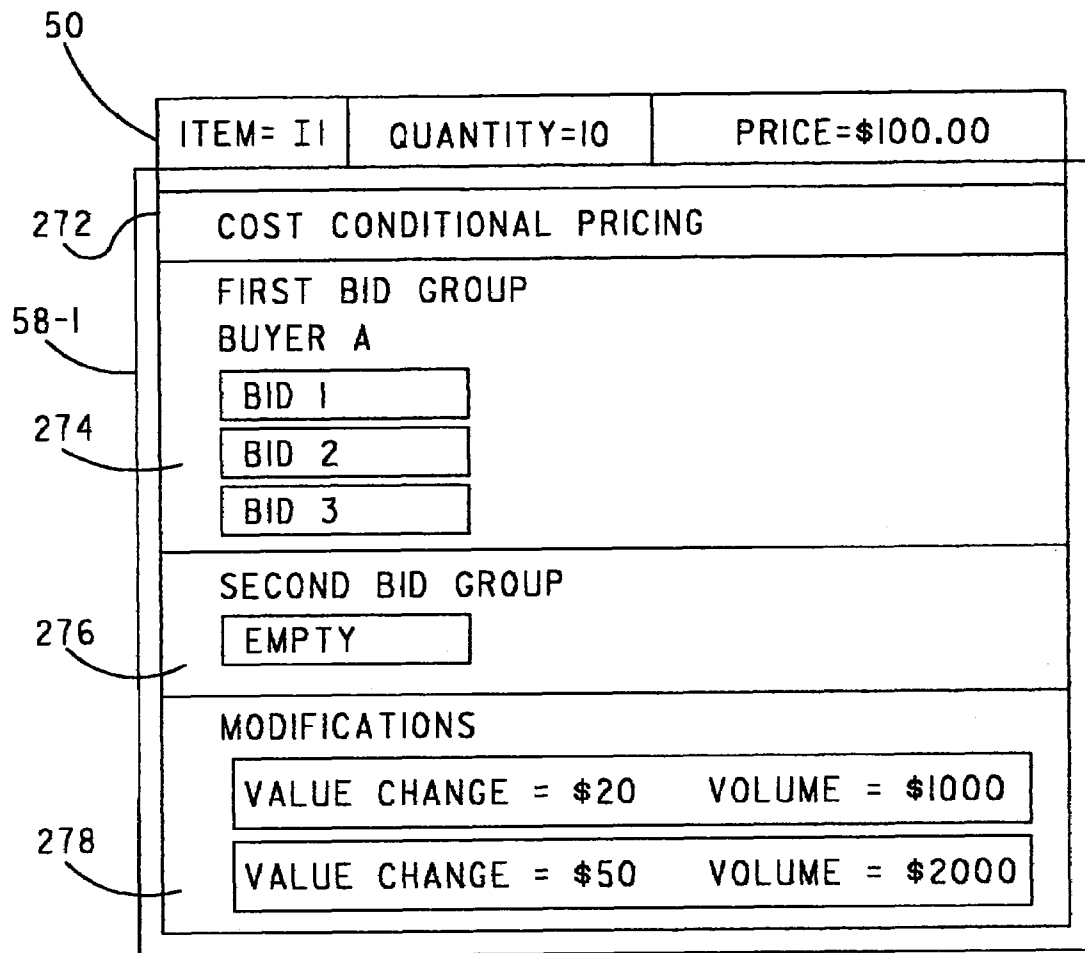 50
ITEM= I1 QUANTITY=10 PRICE=$100.00
272
COST CONDITIONAL PRICING
FIRST BID GROUP
58-1
BUYER A
BID 1
274
BID 2
BID 3
SECOND BID GROUP
276
EMPTY
MODIFICATIONS
VALUE CHANGE = $20 VOLUME = $1000
278
VALUE CHANGE = $50 VOLUME = $2000